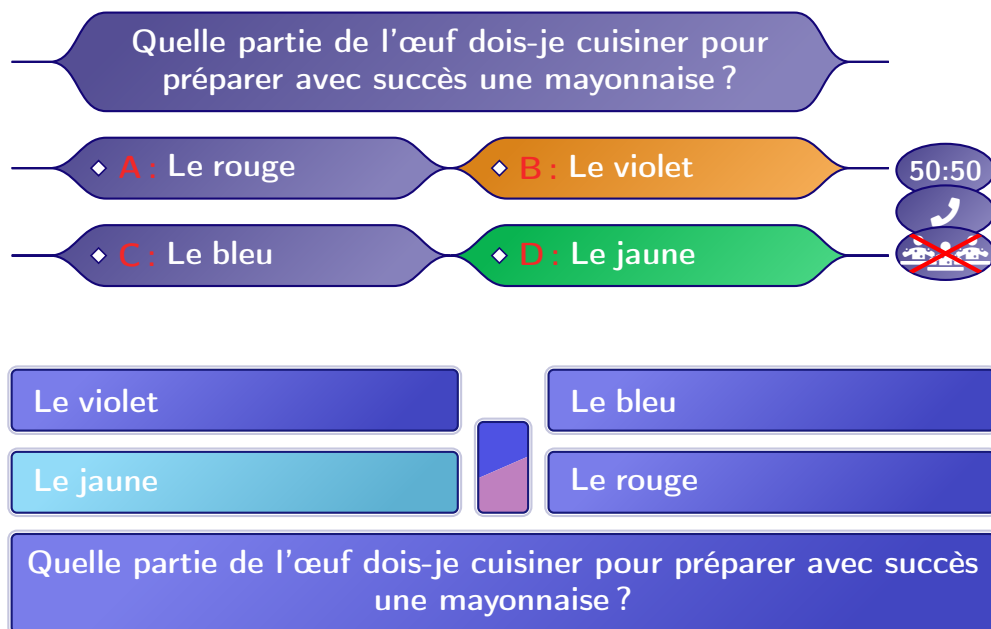 Quelle partie de l'œuf dois-je cuisiner pour
préparer avec succès une mayonnaise ?
A : Le rouge
B : Le violet
50:50
C : Le bleu
D : Le jaune
Le violet
Le bleu
Le jaune
Le rouge
Quelle partie de l'œuf dois-je cuisiner pour préparer avec succès
une mayonnaise ?